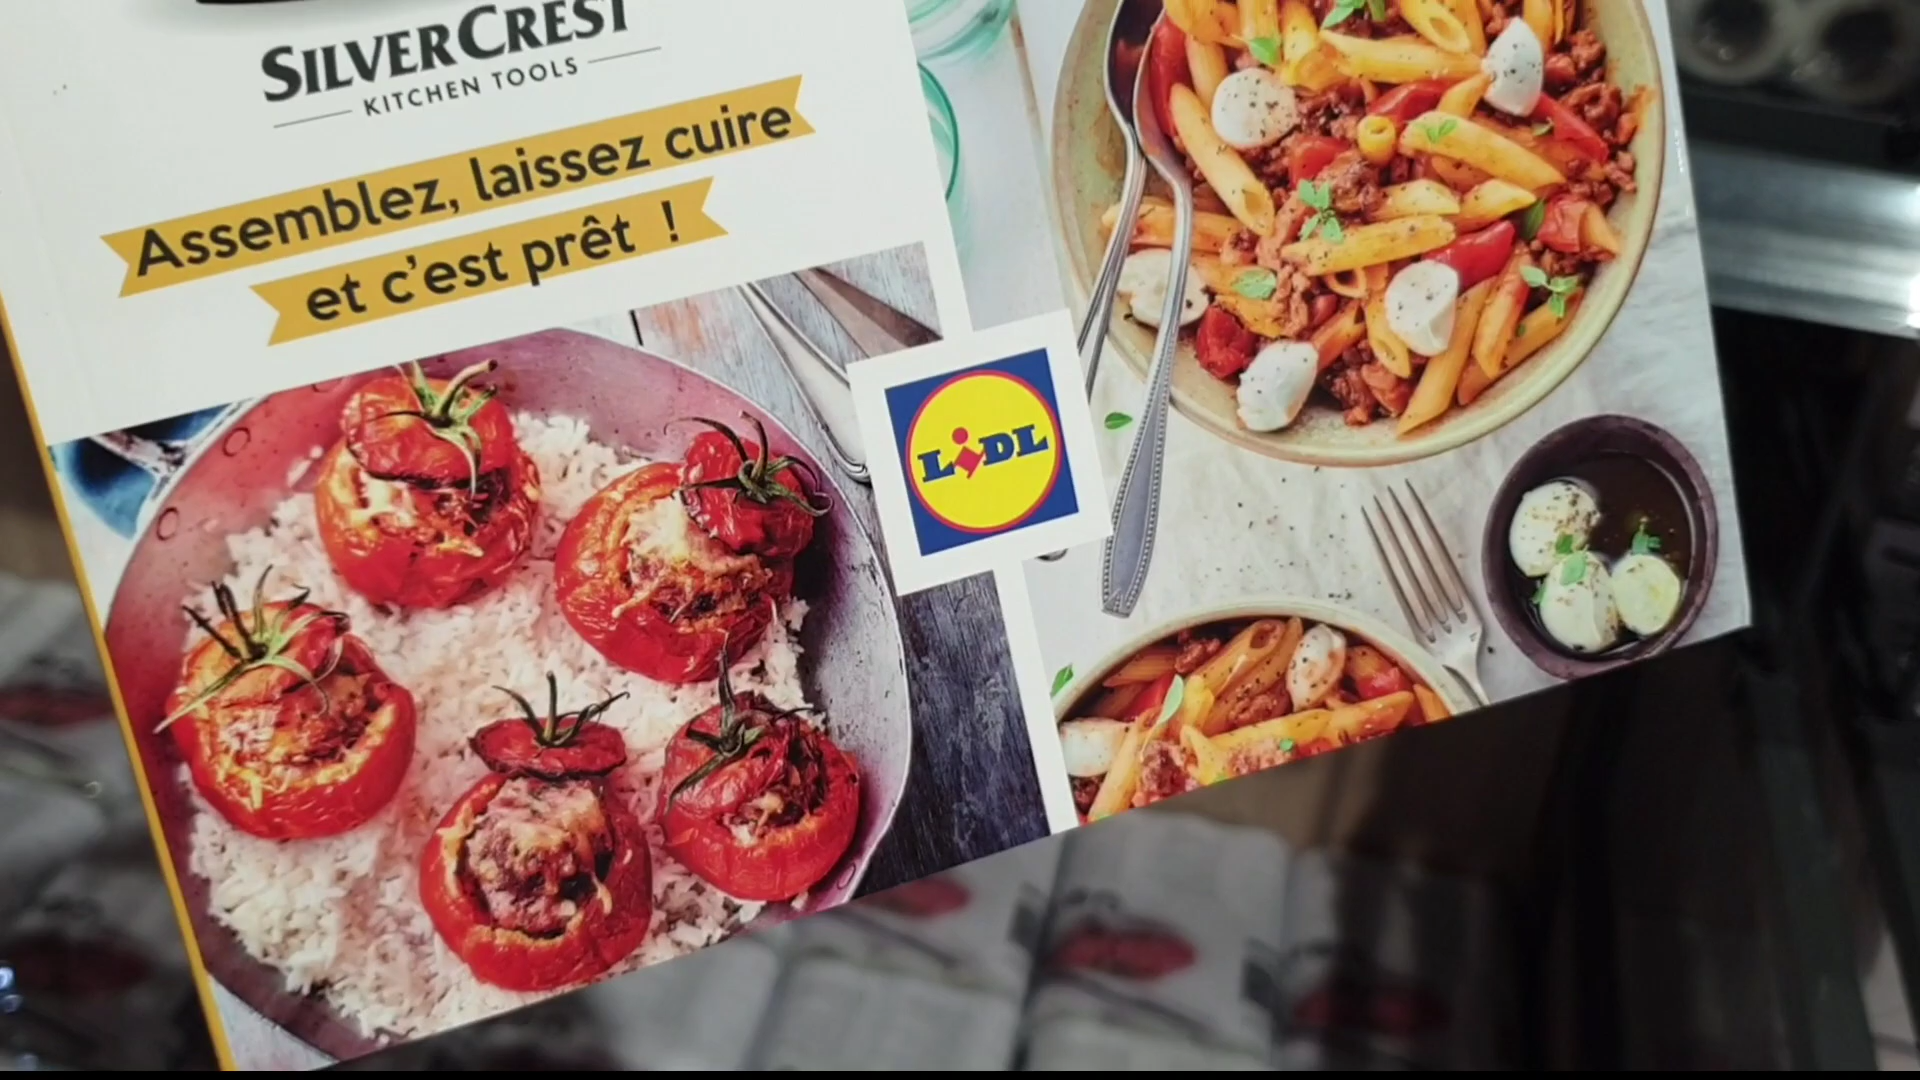 SILVERCREST
KITCHEN TOOLS
Assemblez, laissez cuire
et c'est prêt !
LIDL